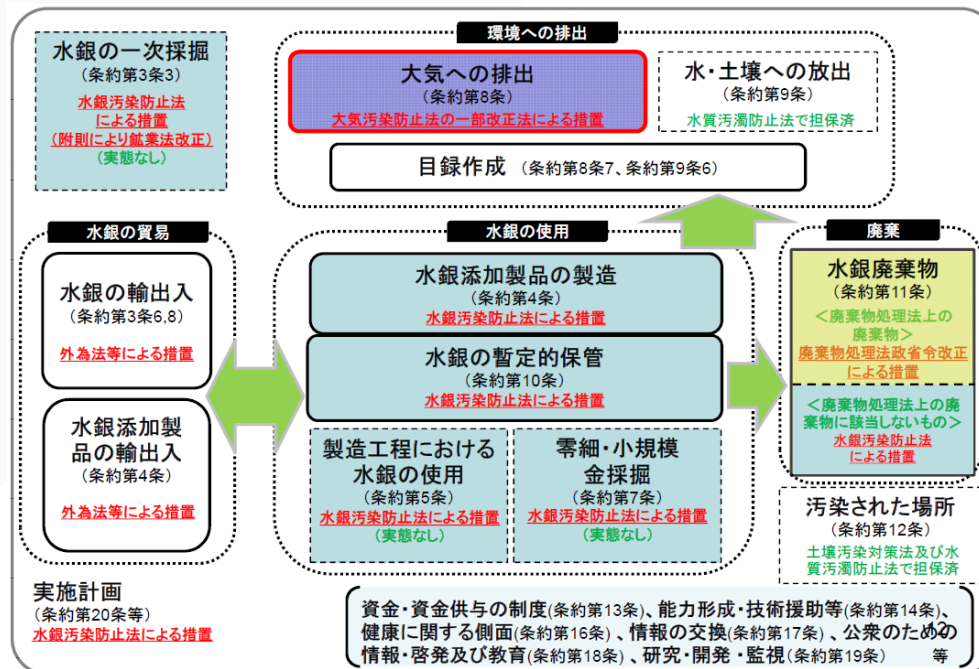 水銀の一次採掘
(条約第3条3)
水銀汚染防止法
による措置
(附則により鉱業法改正)
(実態なし)
環境への排出
大気への排出
(条約第8条)
大気汚染防止法の一部改正法による措置
水・土壌への放出
(条約第9条)
水質汚濁防止法で担保済
目録作成 (条約第8条7、条約第9条6)
水銀の貿易
水銀の輸出入
(条約第3条6,8)
外為法等による措置
水銀添加製
品の輸出入
(条約第4条)
外為法等による措置
水銀の使用
水銀添加製品の製造
(条約第4条)
水銀汚染防止法による措置
水銀の暫定的保管
(条約第10条)
水銀汚染防止法による措置
製造工程における
水銀の使用
(条約第5条)
水銀汚染防止法による措置
(実態なし)
零細・小規模
金採掘
(条約第7条)
水銀汚染防止法による措置
(実態なし)
廃棄
水銀廃棄物
(条約第11条)
<廃棄物処理法上の
廃棄物>
廃棄物処理法政省令改正
による措置
<廃棄物処理法上の廃
棄物に該当しないもの>
水銀汚染防止法
による措置
汚染された場所
(条約第12条)
土壌汚染対策法及び水
質汚濁防止法で担保済
実施計画
(条約第20条等)
水銀汚染防止法による措置
資金・資金供与の制度(条約第13条)、能力形成・技術援助等(条約第14条)、
健康に関する側面(条約第16条)、情報の交換(条約第17条)、公衆のための
情報・啓発及び教育(条約第18条)、研究・開発・監視(条約第19条) 等
12